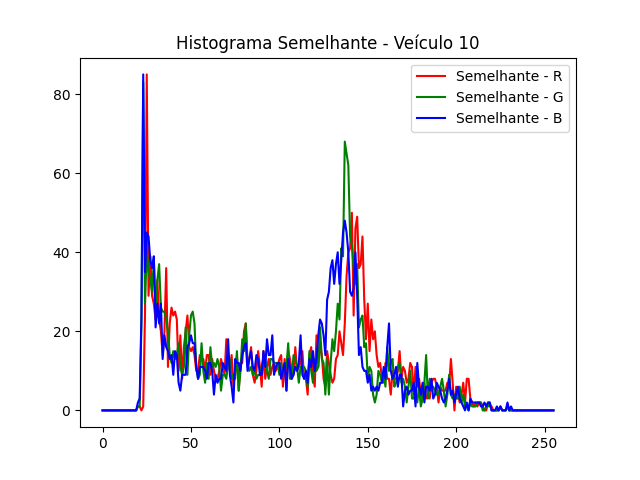 Histograma Semelhante - Veículo 10
Semelhante - R
Semelhante - G
Semelhante - B
80
60
40
20
0
0 50 100 150 200 250